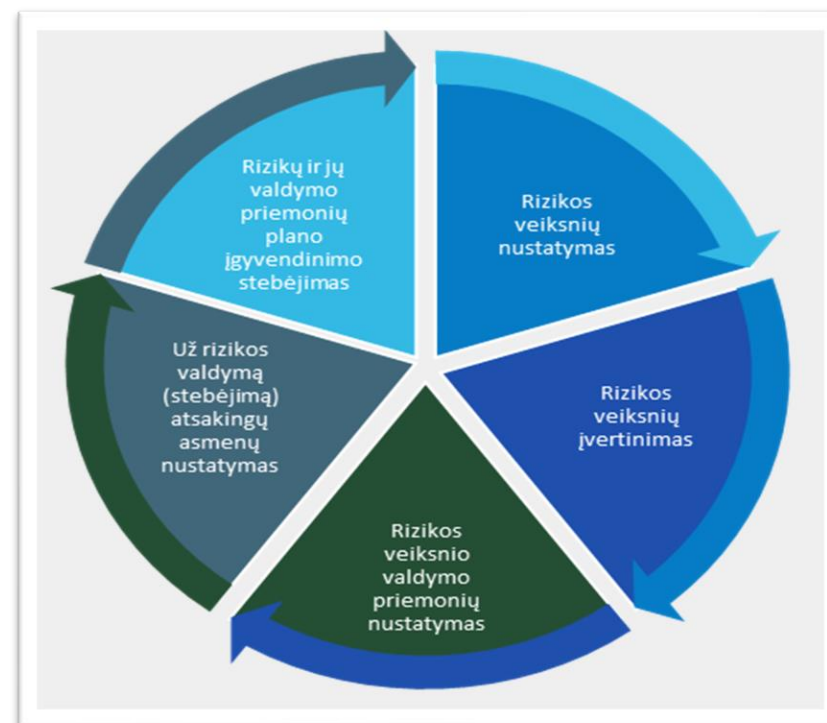 Rizikų ir jų
valdymo
priemonių
plano
įgyvendinimo
stebėjimas
Rizikos
veiksnių
nustatymas
Už rizikos
valdymą
(stebėjimą)
atsakingų
asmenų
nustatymas
Rizikos
veiksnių
įvertinimas
Rizikos
veiksnio
valdymo
priemonių
nustatymas